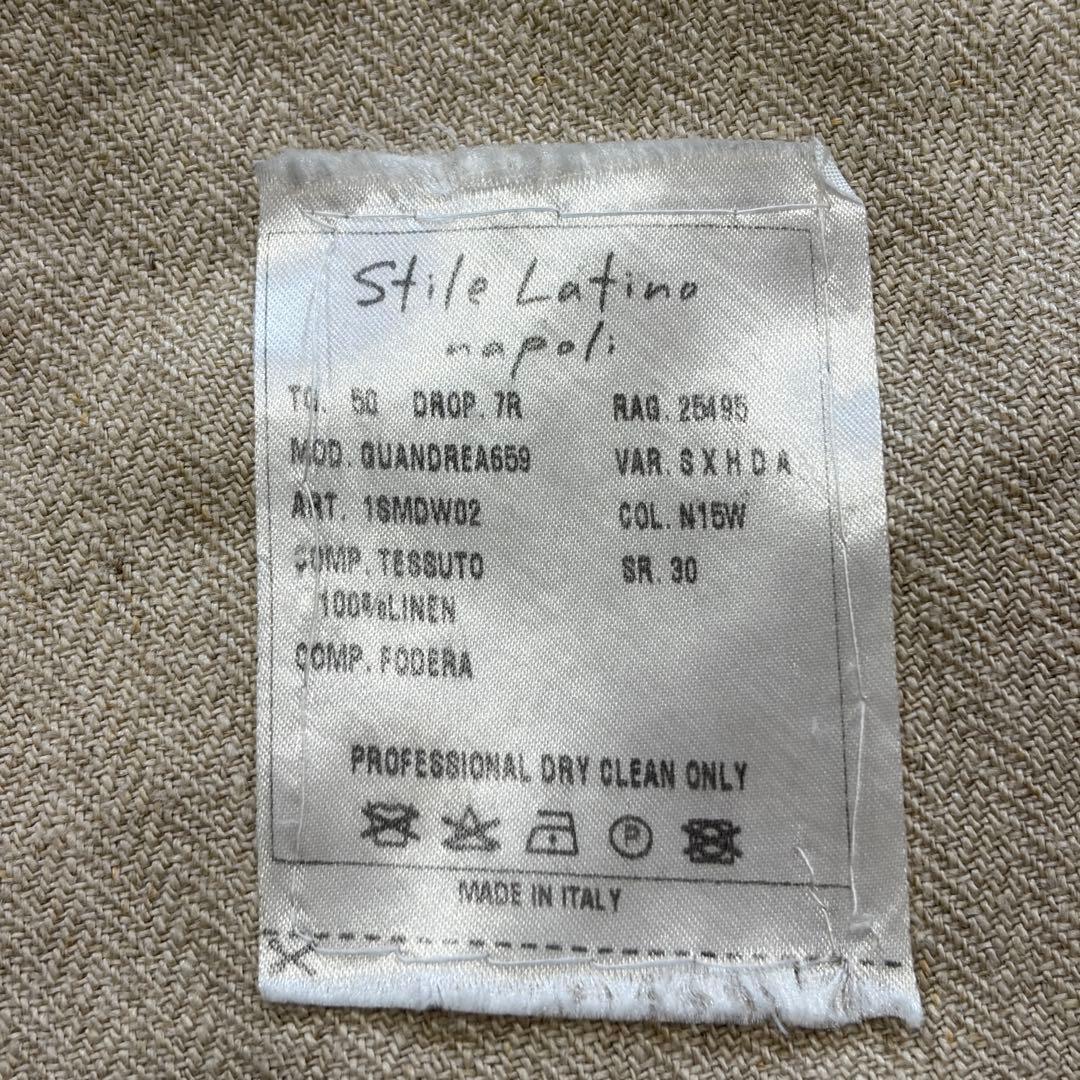 Stile Latino
napoli
TG. 50 DROP. 7R RAG. 25495
MOD. GUANDREA659 VAR. S X H D A
ART. 1SMDW02 COL. N15W
COMP. TESSUTO SR. 30
100%LINEN
COMP. FODERA
PROFESSIONAL DRY CLEAN ONLY
P
MADE IN ITALY